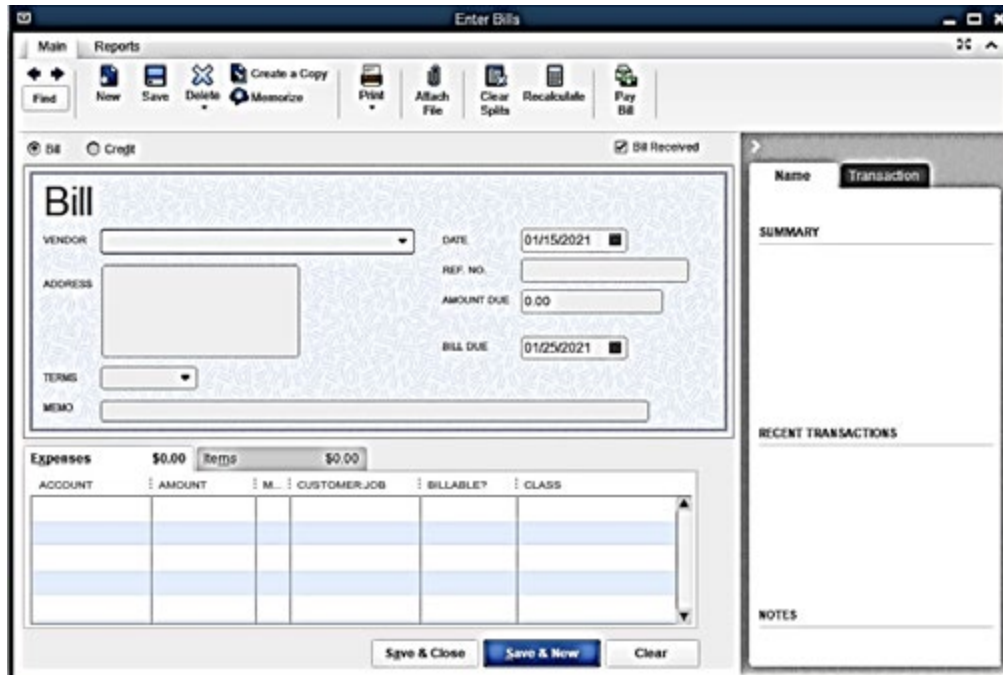 Enter Bills
Main Reports
Find New Save Delete Create a Copy Memorize Print Attach File Clear Splits Recalculate Pay Bill
Bill Credit Bill Received
Bill
VENDOR DATE 01/15/2021
ADDRESS REF. NO.
AMOUNT DUE 0.00
BILL DUE 01/25/2021
TERMS
MEMO
Expenses $0.00 Items $0.00
ACCOUNT AMOUNT M... CUSTOMER:JOB BILLABLE? CLASS
Save & Close Save & New Clear
Name Transaction
SUMMARY
RECENT TRANSACTIONS
NOTES